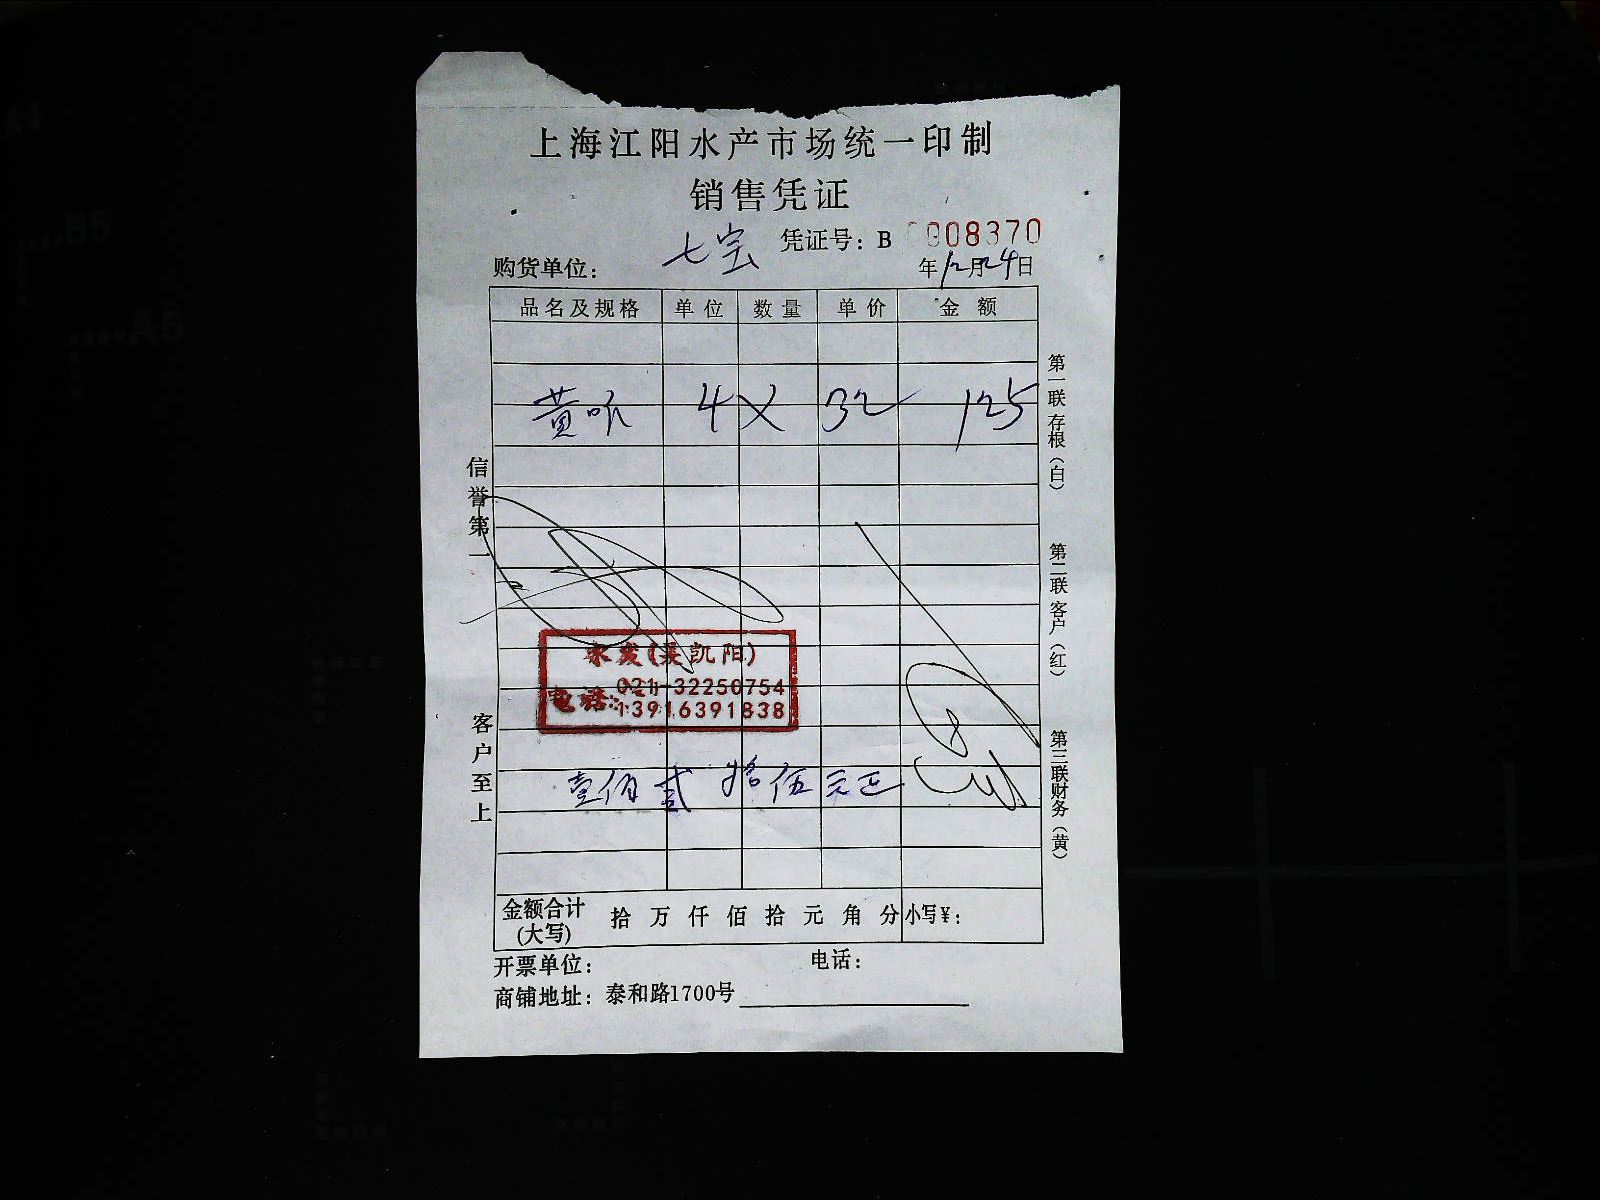 上海江阳水产市场统一印制
销售凭证
凭证号：B 0008370
购货单位： 七宝
年12月24日
品名及规格 单位 数量 单价 金额
黄 4 X 32 125
信誉第一
客户至上
第一联存根（白）
第二联客户（红）
第三联财务（黄）
永发(吴凯阳)
电话: 021-32250754
13916391838
壹佰贰拾伍元正
金额合计(大写) 拾万仟佰拾元角分 小写¥：
开票单位： 电话：
商铺地址：泰和路1700号